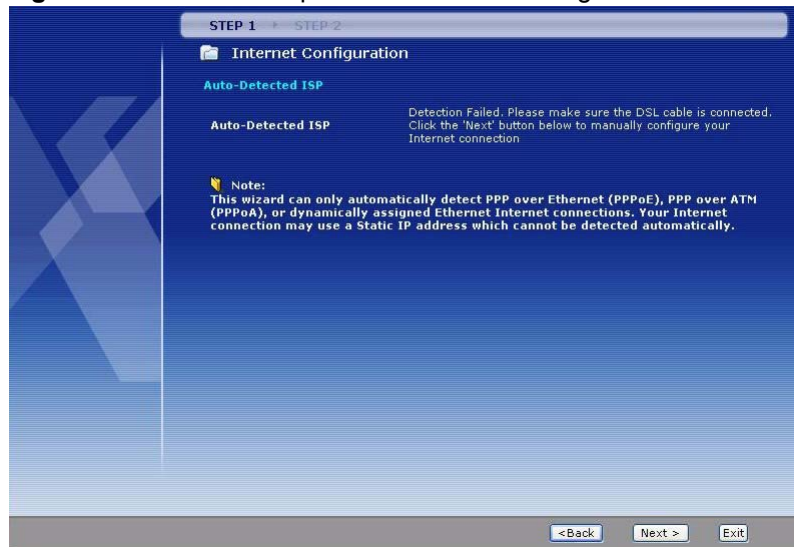 STEP 1 STEP 2
Internet Configuration
Auto-Detected ISP
Auto-Detected ISP
Detection Failed. Please make sure the DSL cable is connected.
Click the 'Next' button below to manually configure your
Internet connection
Note:
This wizard can only automatically detect PPP over Ethernet (PPPoE), PPP over ATM
(PPPoA), or dynamically assigned Ethernet Internet connections. Your Internet
connection may use a Static IP address which cannot be detected automatically.
<Back Next > Exit